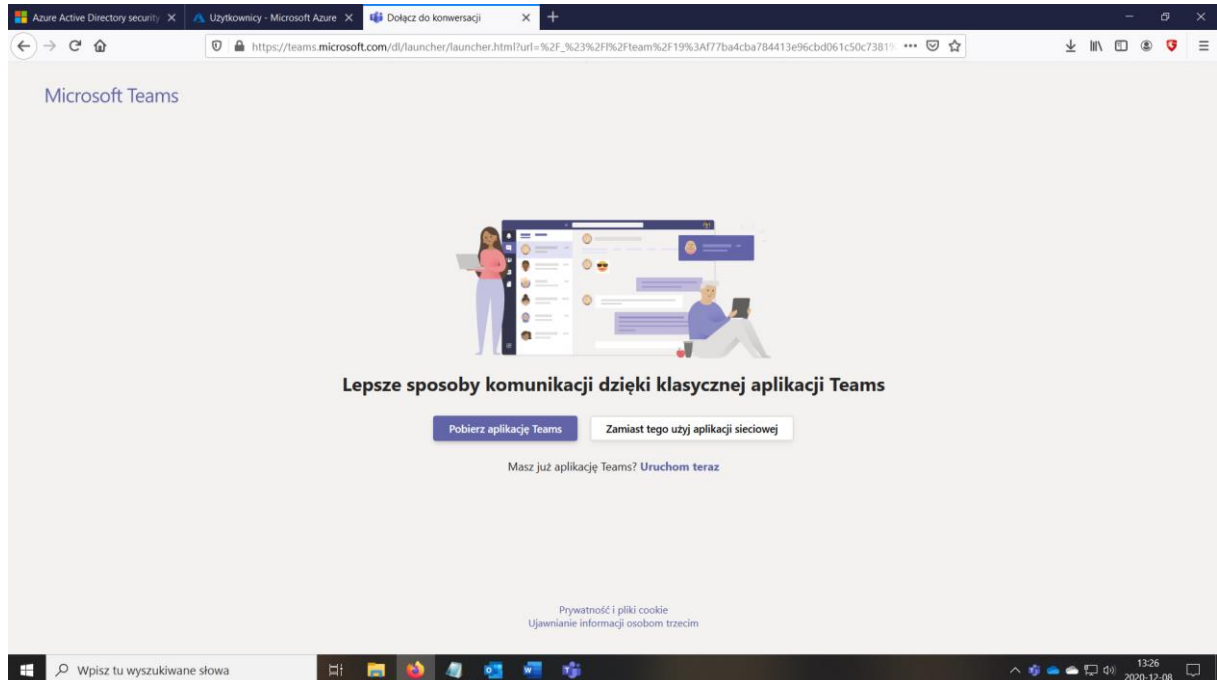 Azure Active Directory security
Użytkownicy - Microsoft Azure
Dołącz do konwersacji
https://teams.microsoft.com/dl/launcher/launcher.html?url=%2F_%23%2Fl%2Fteam%2F19%3Af77ba4cba784413e96cbd061c50c7381%
Microsoft Teams
Lepsze sposoby komunikacji dzięki klasycznej aplikacji Teams
Pobierz aplikację Teams
Zamiast tego użyj aplikacji sieciowej
Masz już aplikację Teams? Uruchom teraz
Prywatność i pliki cookie
Ujawnianie informacji osobom trzecim
Wpisz tu wyszukiwane słowa
13:26
2020-12-08